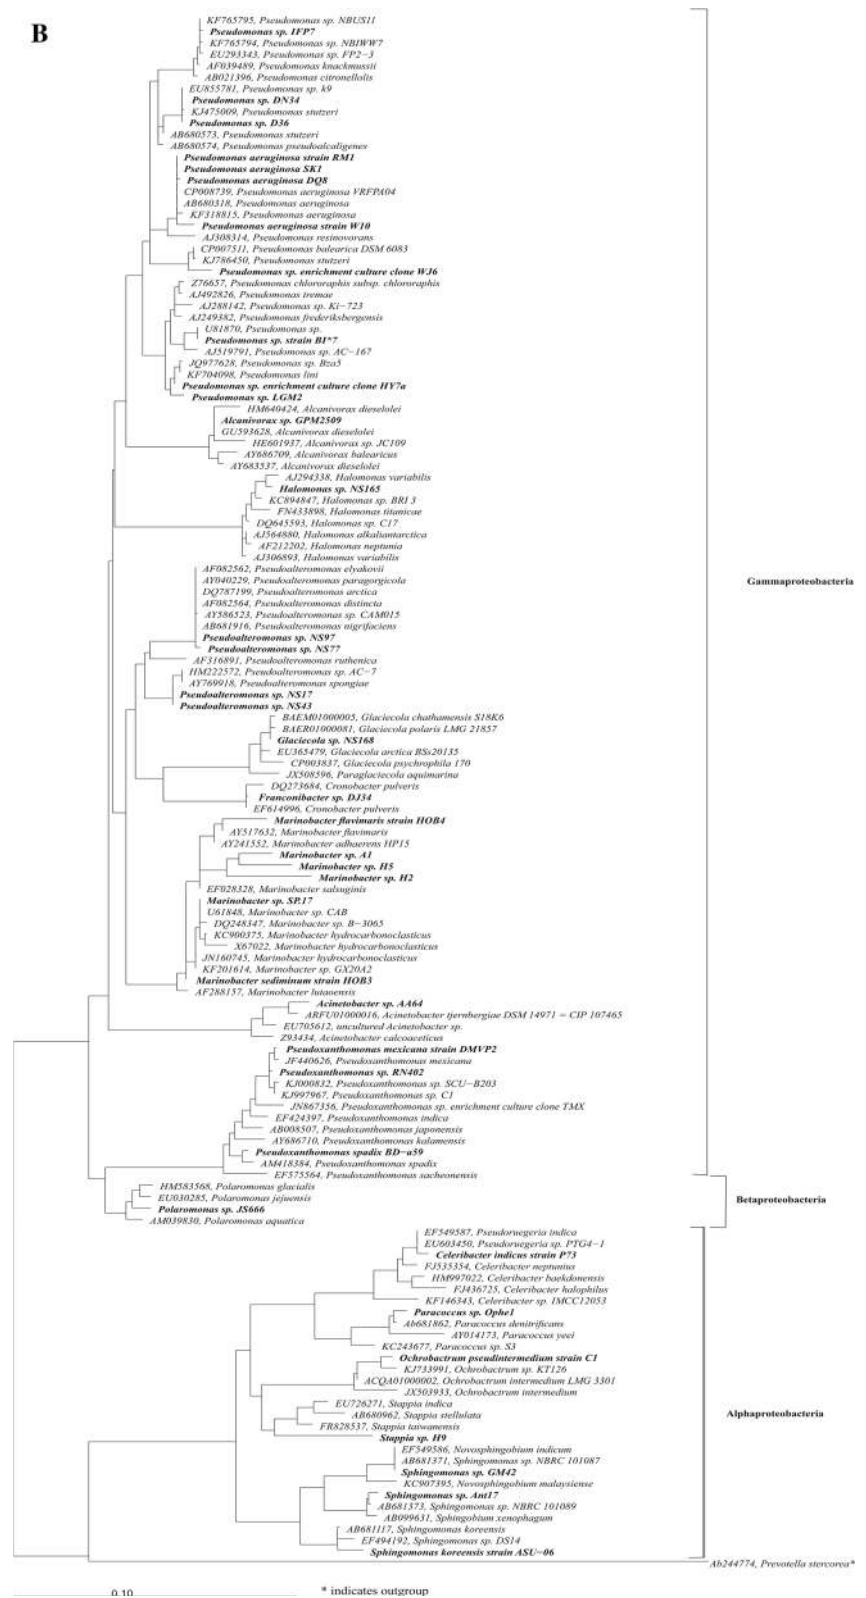 B
KF765795, Pseudomonas sp. NBUS11
Pseudomonas sp. IFP7
KF765794, Pseudomonas sp. NBIWW7
EU293343, Pseudomonas sp. FP2-3
AF039489, Pseudomonas knackmussii
AB021396, Pseudomonas citronellolis
EU855781, Pseudomonas sp. k9
Pseudomonas sp. DN34
KJ475009, Pseudomonas stutzeri
Pseudomonas sp. D36
AB680573, Pseudomonas stutzeri
AB680574, Pseudomonas pseudoalcaligenes
Pseudomonas aeruginosa strain RM1
Pseudomonas aeruginosa SK1
Pseudomonas aeruginosa DQ8
CP008739, Pseudomonas aeruginosa VRFPA04
AB680318, Pseudomonas aeruginosa
KF318815, Pseudomonas aeruginosa
Pseudomonas aeruginosa strain W10
AJ308314, Pseudomonas resinovorans
CP007511, Pseudomonas balearica DSM 6083
KJ786450, Pseudomonas stutzeri
Pseudomonas sp. enrichment culture clone WJ6
Z76657, Pseudomonas chlororaphis subsp. chlororaphis
AJ492826, Pseudomonas tremae
AJ288142, Pseudomonas sp. Ki-723
AJ249382, Pseudomonas frederiksbergensis
U81870, Pseudomonas sp.
Pseudomonas sp. strain BI*7
AJ519791, Pseudomonas sp. AC-167
JQ977628, Pseudomonas sp. Bza5
KF704098, Pseudomonas lini
Pseudomonas sp. enrichment culture clone HY7a
Pseudomonas sp. LGM2
HM640424, Alcanivorax dieselolei
Alcanivorax sp. GPM2509
GU593628, Alcanivorax dieselolei
HE601937, Alcanivorax sp. JC109
AY686709, Alcanivorax balearicus
AY683537, Alcanivorax dieselolei
AJ294338, Halomonas variabilis
Halomonas sp. NS165
KC894847, Halomonas sp. BRI 3
FN433898, Halomonas titanicae
DQ645593, Halomonas sp. C17
AJ564880, Halomonas alkaliantarctica
AF212202, Halomonas neptunia
AJ306893, Halomonas variabilis
Gammaproteobacteria
AF082562, Pseudoalteromonas elyakovii
AY040229, Pseudoalteromonas paragorgicola
DQ787199, Pseudoalteromonas arctica
AF082564, Pseudoalteromonas distincta
AY586523, Pseudoalteromonas sp. CAM015
AB681916, Pseudoalteromonas nigrifaciens
Pseudoalteromonas sp. NS97
Pseudoalteromonas sp. NS77
AF316891, Pseudoalteromonas ruthenica
HM222572, Pseudoalteromonas sp. AC-7
AY769918, Pseudoalteromonas spongiae
Pseudoalteromonas sp. NS17
Pseudoalteromonas sp. NS43
BAEM01000005, Glaciecola chathamensis S18K6
BAER01000081, Glaciecola polaris LMG 21857
Glaciecola sp. NS168
EU365479, Glaciecola arctica BSs20135
CP003837, Glaciecola psychrophila 170
JX508596, Paraglaciecola aquimarina
DQ273684, Cronobacter pulveris
Franconibacter sp. DJ34
EF614996, Cronobacter pulveris
Marinobacter flavimaris strain HOB4
AY517632, Marinobacter flavimaris
AY241552, Marinobacter adhaerens HP15
Marinobacter sp. A1
Marinobacter sp. H5
Marinobacter sp. H2
EF028328, Marinobacter salsuginis
Marinobacter sp. SP.17
U61848, Marinobacter sp. CAB
DQ248347, Marinobacter sp. B-3065
KC900375, Marinobacter hydrocarbonoclasticus
X67022, Marinobacter hydrocarbonoclasticus
JN160745, Marinobacter hydrocarbonoclasticus
KF201614, Marinobacter sp. GX20A2
Marinobacter sediminum strain HOB3
AF288157, Marinobacter lutaoensis
Acinetobacter sp. AA64
ARFU01000016, Acinetobacter tjernbergiae DSM 14971 = CIP 107465
EU705612, uncultured Acinetobacter sp.
Z93434, Acinetobacter calcoaceticus
Pseudoxanthomonas mexicana strain DMVP2
JF440626, Pseudoxanthomonas mexicana
Pseudoxanthomonas sp. RN402
KJ000832, Pseudoxanthomonas sp. SCU-B203
KJ997967, Pseudoxanthomonas sp. C1
JN867356, Pseudoxanthomonas sp. enrichment culture clone TMX
EF424397, Pseudoxanthomonas indica
AB008507, Pseudoxanthomonas japonensis
AY686710, Pseudoxanthomonas kalamensis
Pseudoxanthomonas spadix BD-a59
AM418384, Pseudoxanthomonas spadix
EF575564, Pseudoxanthomonas sacheonensis
HM583568, Polaromonas glacialis
EU030285, Polaromonas jejuensis
Betaproteobacteria
Polaromonas sp. JS666
AM039830, Polaromonas aquatica
EF549587, Pseudoruegeria indica
EU603450, Pseudoruegeria sp. PTG4-1
Celeribacter indicus strain P73
FJ535354, Celeribacter neptunius
HM997022, Celeribacter baekdonensis
FJ436725, Celeribacter halophilus
KF146343, Celeribacter sp. IMCC12053
Paracoccus sp. Ophe1
Ab681862, Paracoccus denitrificans
AY014173, Paracoccus yeei
KC243677, Paracoccus sp. S3
Ochrobactrum pseudintermedium strain C1
KJ733991, Ochrobactrum sp. KT126
ACQA01000002, Ochrobactrum intermedium LMG 3301
JX503933, Ochrobactrum intermedium
EU726271, Stappia indica
AB680962, Stappia stellulata
Alphaproteobacteria
FR828537, Stappia taiwanensis
Stappia sp. H9
EF549586, Novosphingobium indicum
AB681371, Sphingomonas sp. NBRC 101087
Sphingomonas sp. GM42
KC907395, Novosphingobium malaysiense
Sphingomonas sp. Ant17
AB681373, Sphingomonas sp. NBRC 101089
AB099631, Sphingobium xenophagum
AB681117, Sphingomonas koreensis
EF494192, Sphingomonas sp. DS14
Sphingomonas koreensis strain ASU-06
Ab244774, Prevotella stercorea*
0.10
* indicates outgroup